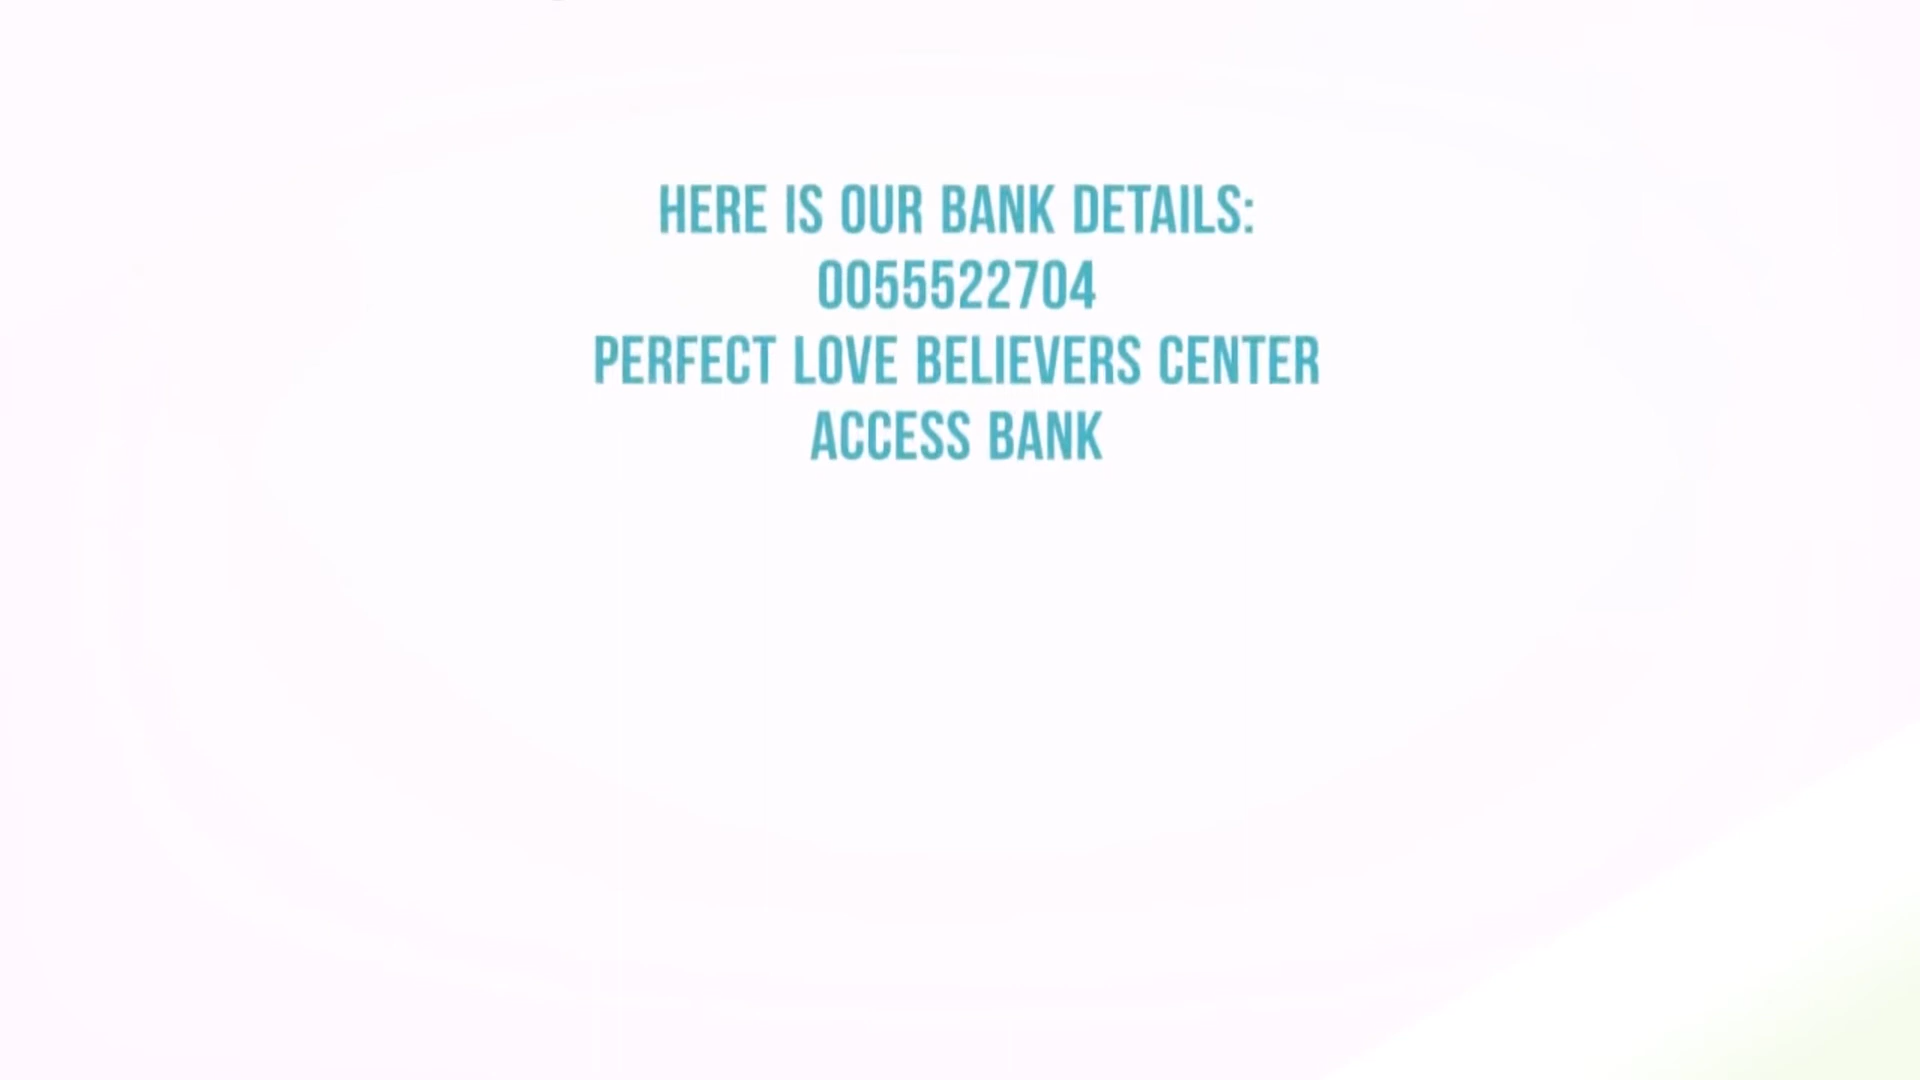 HERE IS OUR BANK DETAILS:
0055522704
PERFECT LOVE BELIEVERS CENTER
ACCESS BANK